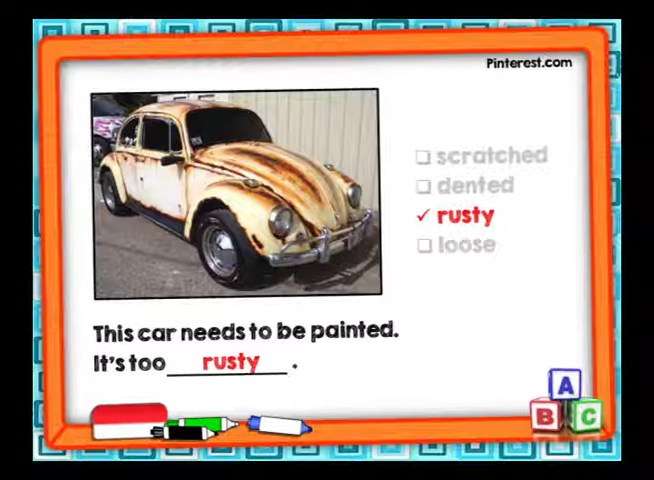 Pinterest.com
scratched
dented
rusty
loose
This car needs to be painted.
It's too rusty.
A
B C